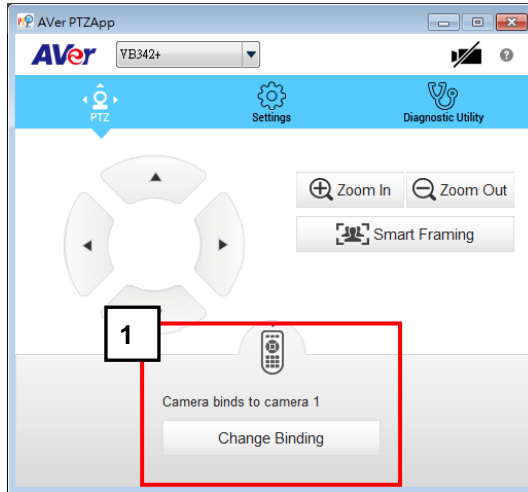 AVer PTZApp
AVer VB342+
PTZ Settings Diagnostic Utility
Zoom In Zoom Out
Smart Framing
1
Camera binds to camera 1
Change Binding